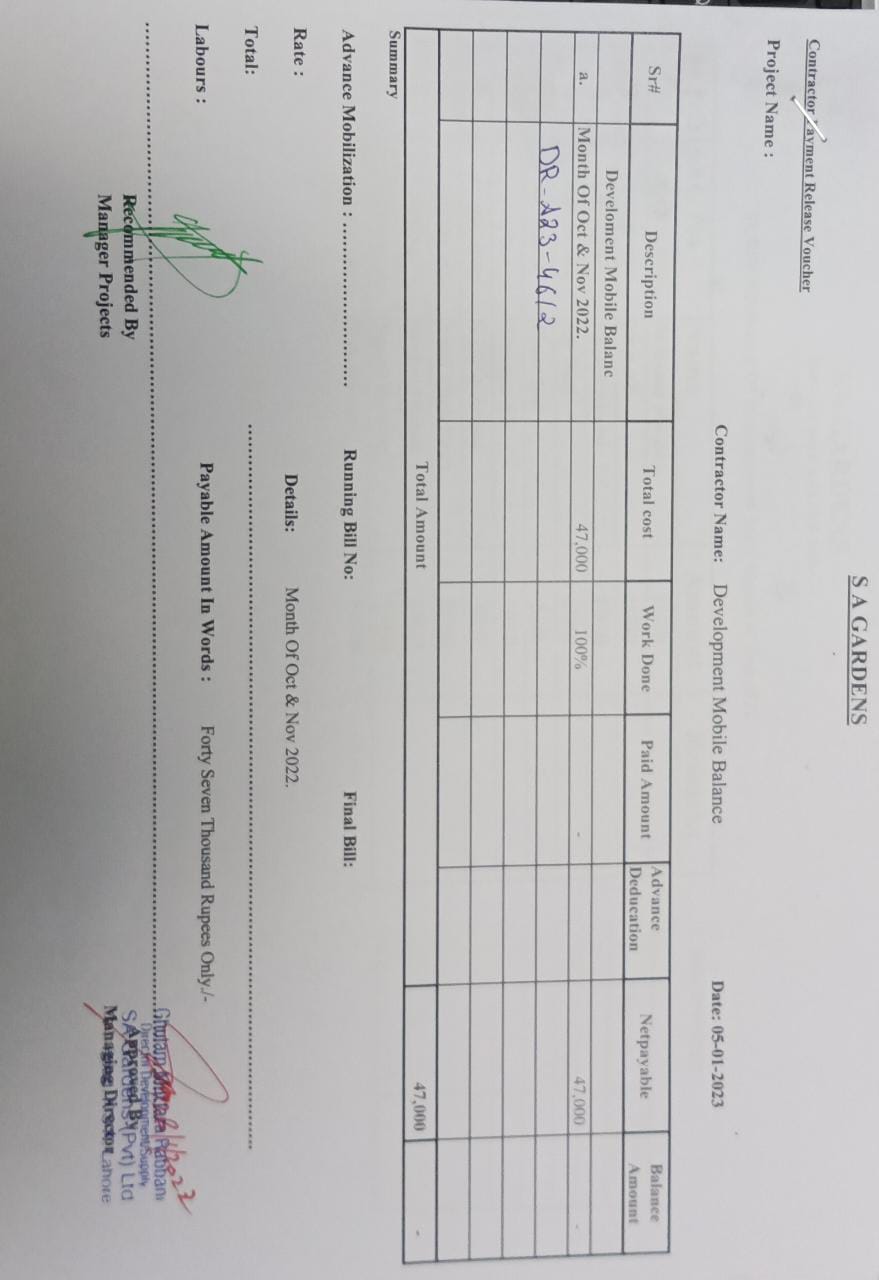 S A GARDENS
Contractor Payment Release Voucher
Project Name :
Contractor Name: Development Mobile Balance Date: 05-01-2023
Sr# Description Total cost Work Done Paid Amount Advance Deducation Netpayable Balance Amount
Develoment Mobile Balanc
a. Month Of Oct & Nov 2022. 47,000 100% - 47,000 -
DR-A23-4612
Total Amount 47,000 -
Summary
Advance Mobilization : ........................... Running Bill No: Final Bill:
Rate : Details: Month Of Oct & Nov 2022.
Total:
Labours : Payable Amount In Words : Forty Seven Thousand Rupees Only./-
Recommended By Approved By
Manager Projects Managing Director
Ghulam Rabbani
Director Development/Supply
SA Gardens (Pvt) Ltd
Lahore